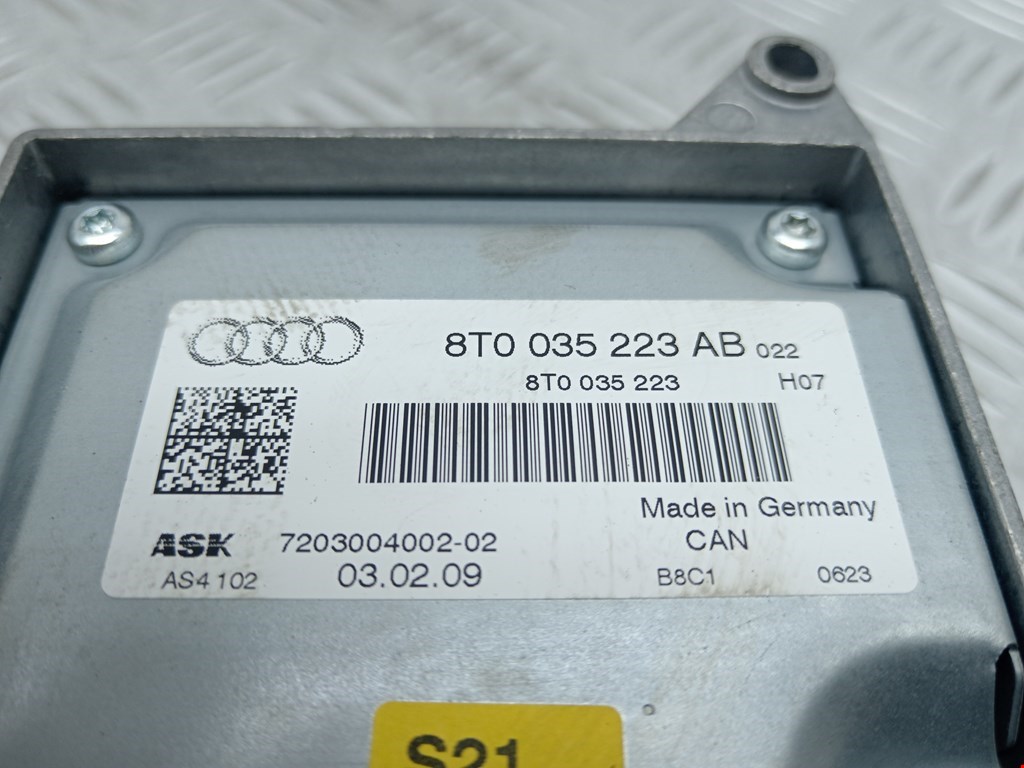 8T0 035 223 AB 022
8T0 035 223 H07
Made in Germany
ASK 7203004002-02 CAN
AS4 102 03.02.09 B8C1 0623
S21